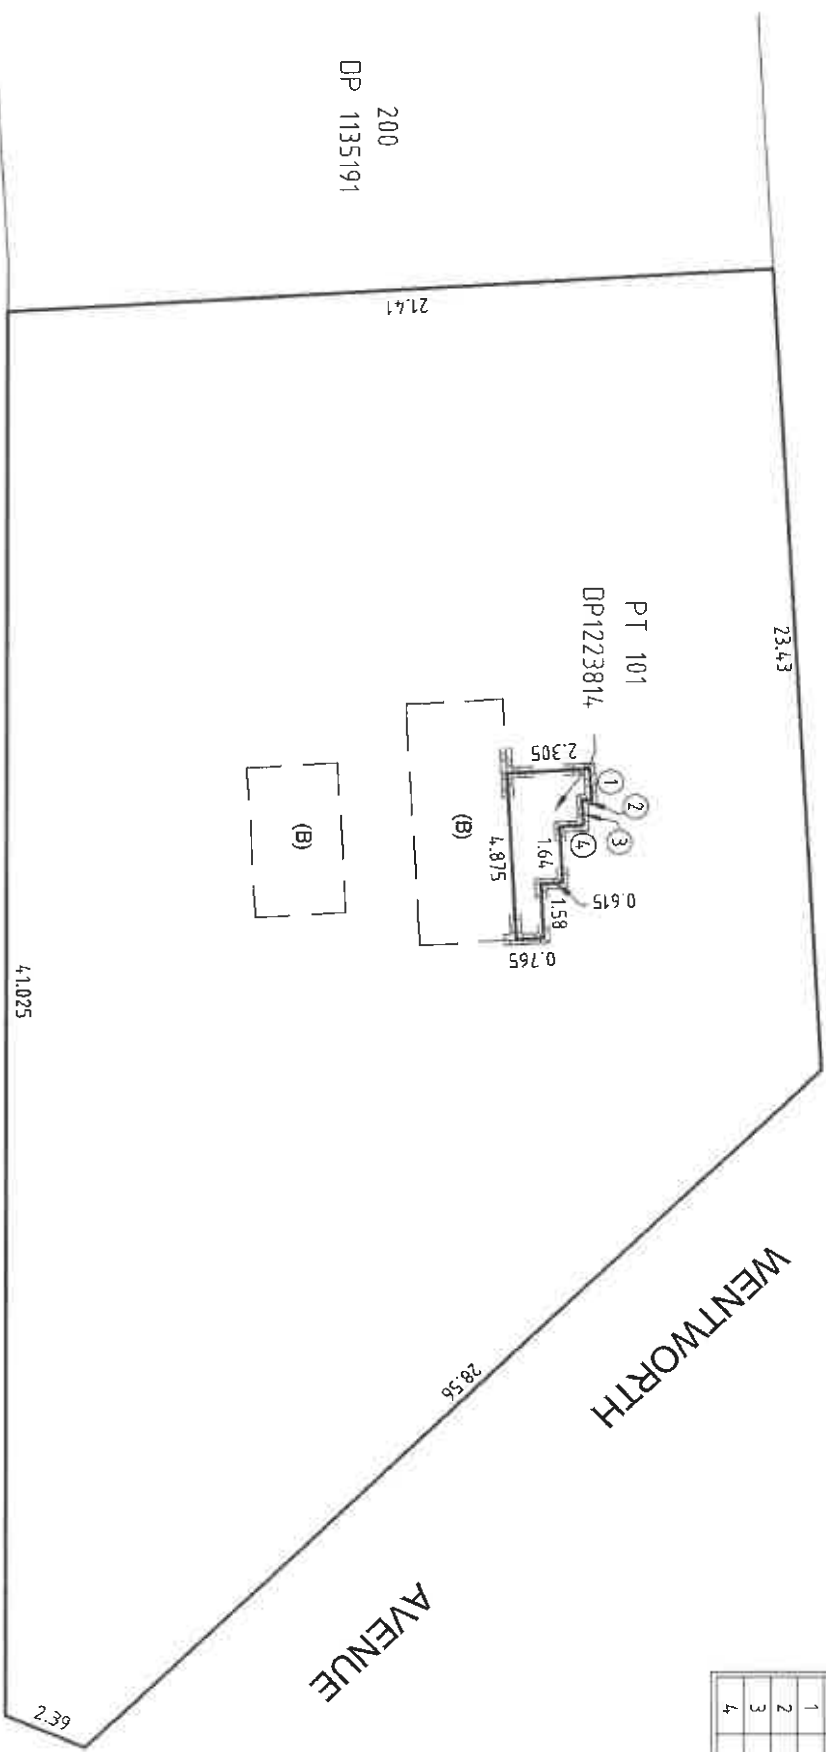 200
DP 1135191
21.41
23.43
PT 101
DP1223814
2.305
1
2
3
4
1.64
0.615
1.58
4.875
0.765
(B)
(B)
41.025
WENTWORTH
28.56
AVENUE
2.39
1
2
3
4